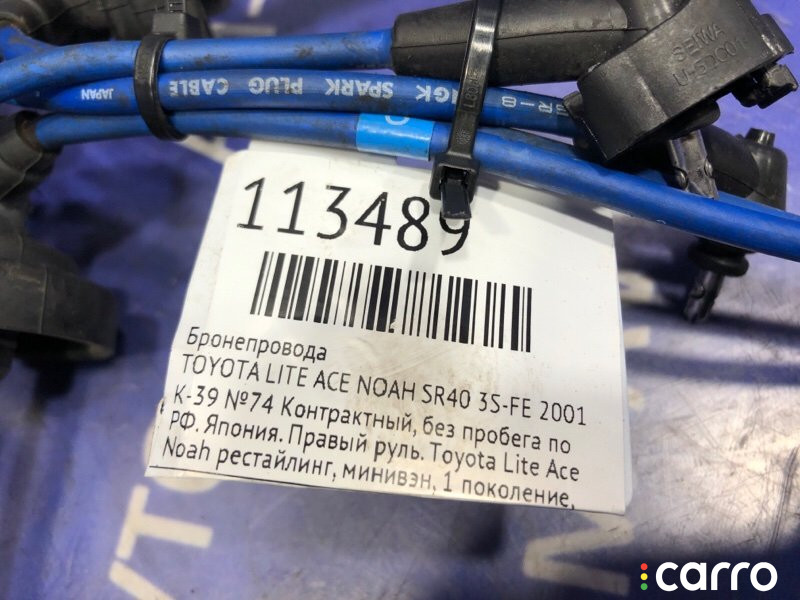 SEIWA
NGK SPARK PLUG CABLE JAPAN
113489
Бронепровода
TOYOTA LITE ACE NOAH SR40 3S-FE 2001
К-39 №74 Контрактный, без пробега по
РФ. Япония. Правый руль. Toyota Lite Ace
Noah рестайлинг, минивэн, 1 поколение,
carro